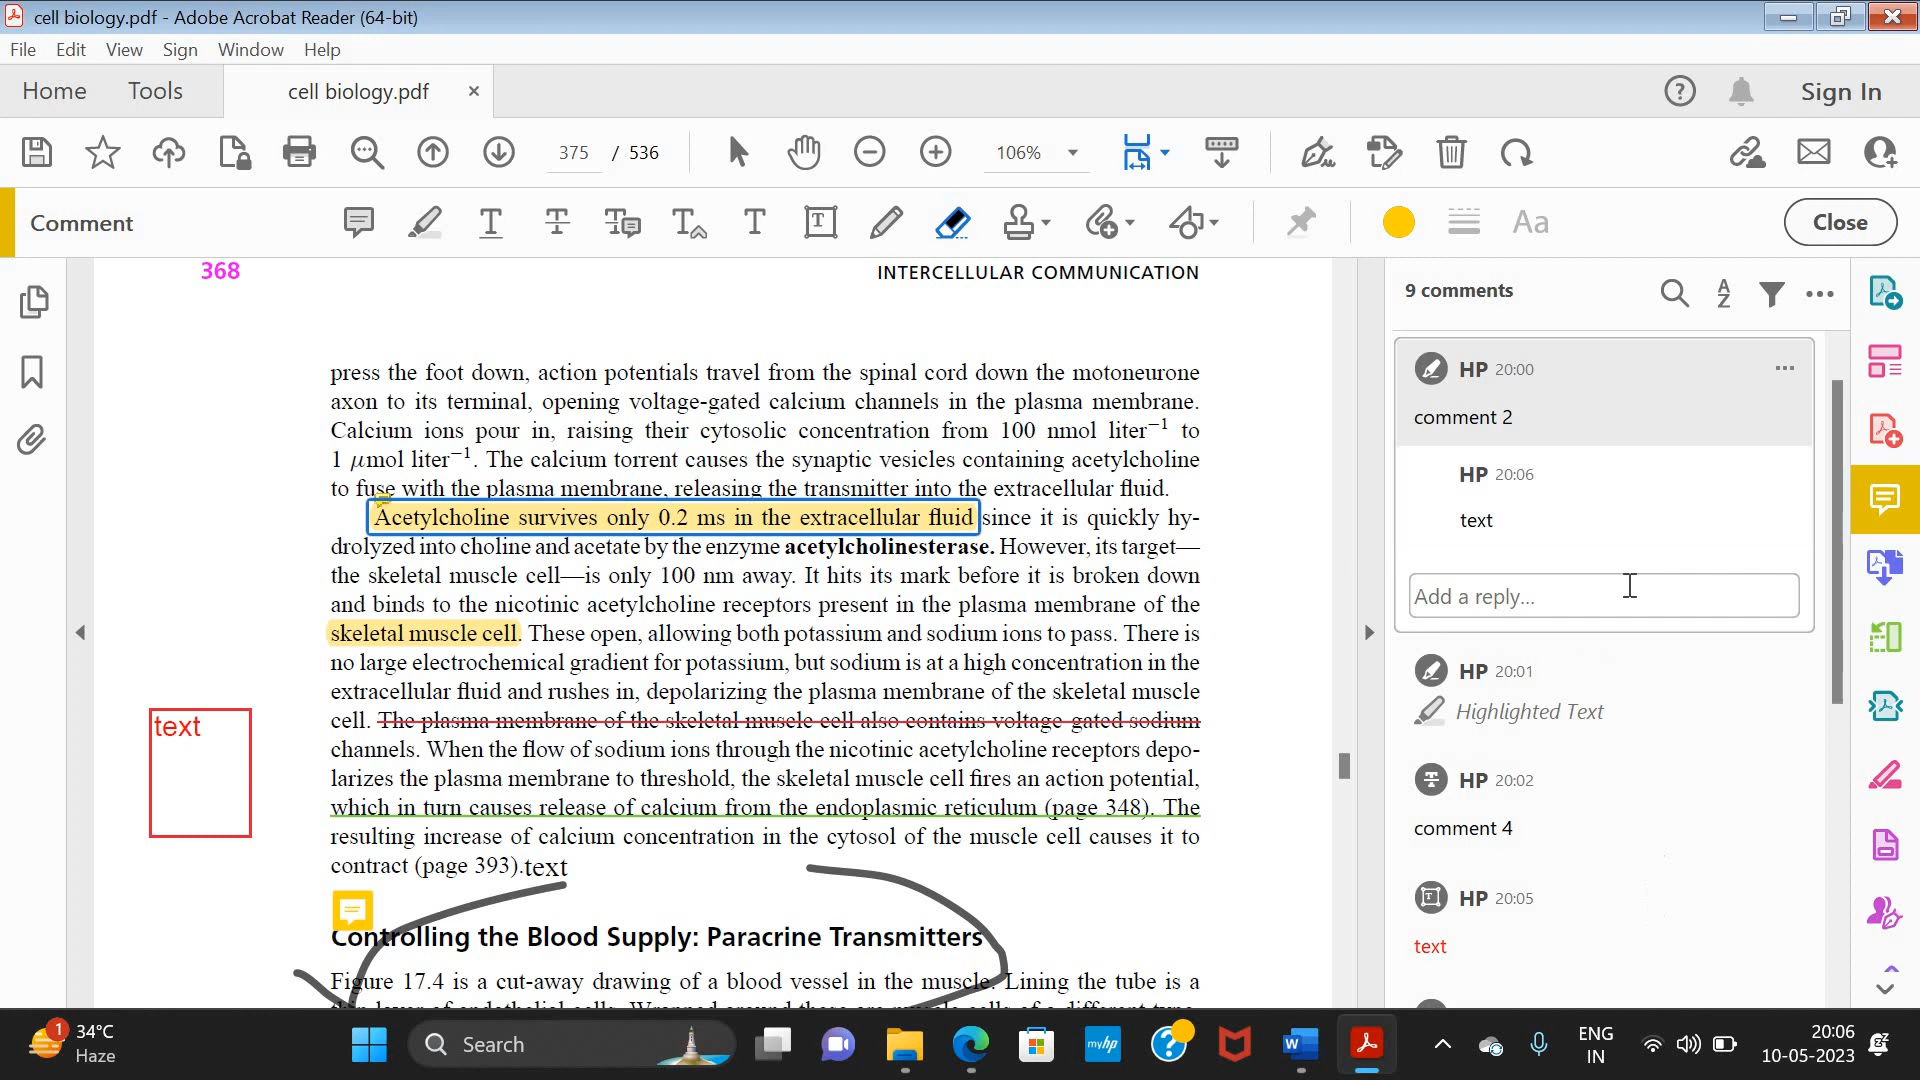 cell biology.pdf - Adobe Acrobat Reader (64-bit)
File Edit View Sign Window Help
Home Tools cell biology.pdf × Sign In
375 / 536 106%
Comment Close
368 INTERCELLULAR COMMUNICATION
press the foot down, action potentials travel from the spinal cord down the motoneurone
axon to its terminal, opening voltage-gated calcium channels in the plasma membrane.
Calcium ions pour in, raising their cytosolic concentration from 100 nmol liter⁻¹ to
1 μmol liter⁻¹. The calcium torrent causes the synaptic vesicles containing acetylcholine
to fuse with the plasma membrane, releasing the transmitter into the extracellular fluid.
Acetylcholine survives only 0.2 ms in the extracellular fluid since it is quickly hy-
drolyzed into choline and acetate by the enzyme acetylcholinesterase. However, its target—
the skeletal muscle cell—is only 100 nm away. It hits its mark before it is broken down
and binds to the nicotinic acetylcholine receptors present in the plasma membrane of the
skeletal muscle cell. These open, allowing both potassium and sodium ions to pass. There is
no large electrochemical gradient for potassium, but sodium is at a high concentration in the
extracellular fluid and rushes in, depolarizing the plasma membrane of the skeletal muscle
cell. The plasma membrane of the skeletal muscle cell also contains voltage-gated sodium
channels. When the flow of sodium ions through the nicotinic acetylcholine receptors depo-
larizes the plasma membrane to threshold, the skeletal muscle cell fires an action potential,
which in turn causes release of calcium from the endoplasmic reticulum (page 348). The
resulting increase of calcium concentration in the cytosol of the muscle cell causes it to
contract (page 393).text
Controlling the Blood Supply: Paracrine Transmitters
Figure 17.4 is a cut-away drawing of a blood vessel in the muscle. Lining the tube is a
text
9 comments
HP 20:00
comment 2
HP 20:06
text
Add a reply...
HP 20:01
Highlighted Text
HP 20:02
comment 4
HP 20:05
text
1 34°C
Haze
Search
myhp
ENG
IN
20:06
10-05-2023